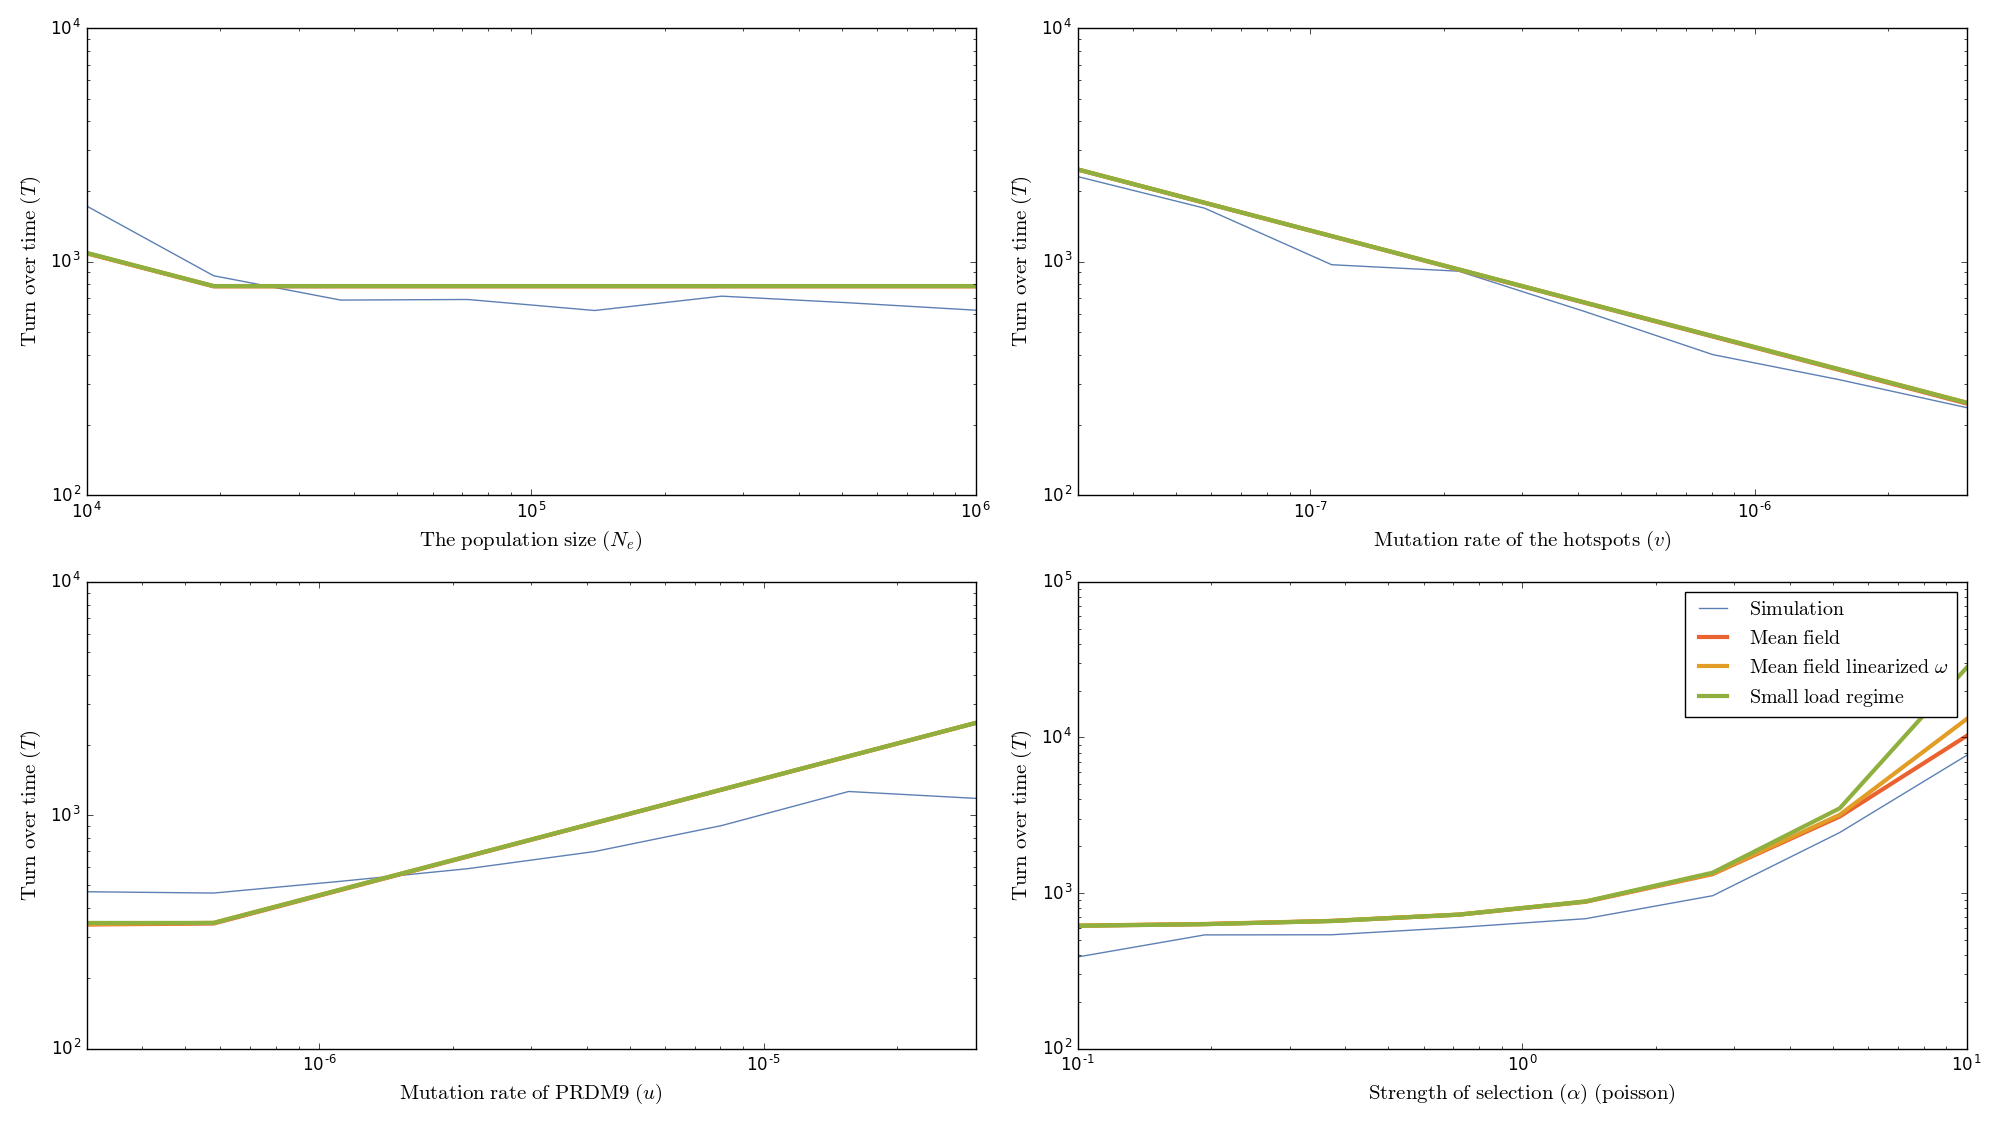 10^4
10^3
10^2
Turn over time (T)
10^4
10^5
10^6
The population size (N_e)
10^4
10^3
10^2
Turn over time (T)
10^-7
10^-6
Mutation rate of the hotspots (v)
10^4
10^3
10^2
Turn over time (T)
10^-6
10^-5
Mutation rate of PRDM9 (u)
10^5
10^4
10^3
10^2
Turn over time (T)
10^-1
10^0
10^1
Strength of selection (α) (poisson)
Simulation
Mean field
Mean field linearized ω
Small load regime